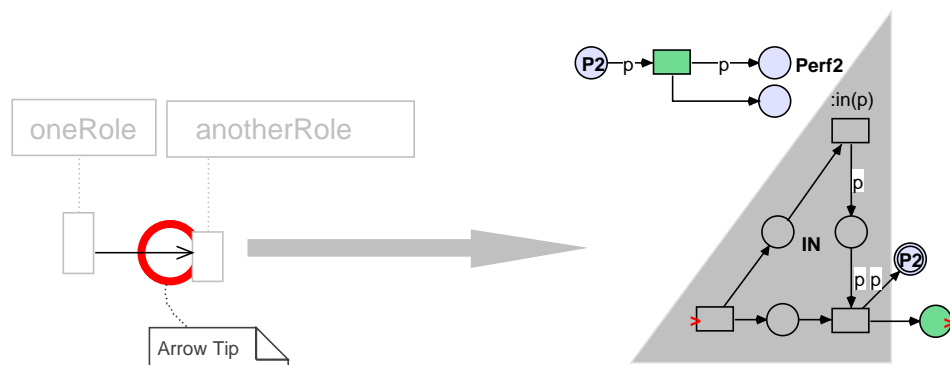 oneRole
anotherRole
Arrow Tip
P2
p
p
Perf2
:in(p)
p
IN
P2
p p
>
>